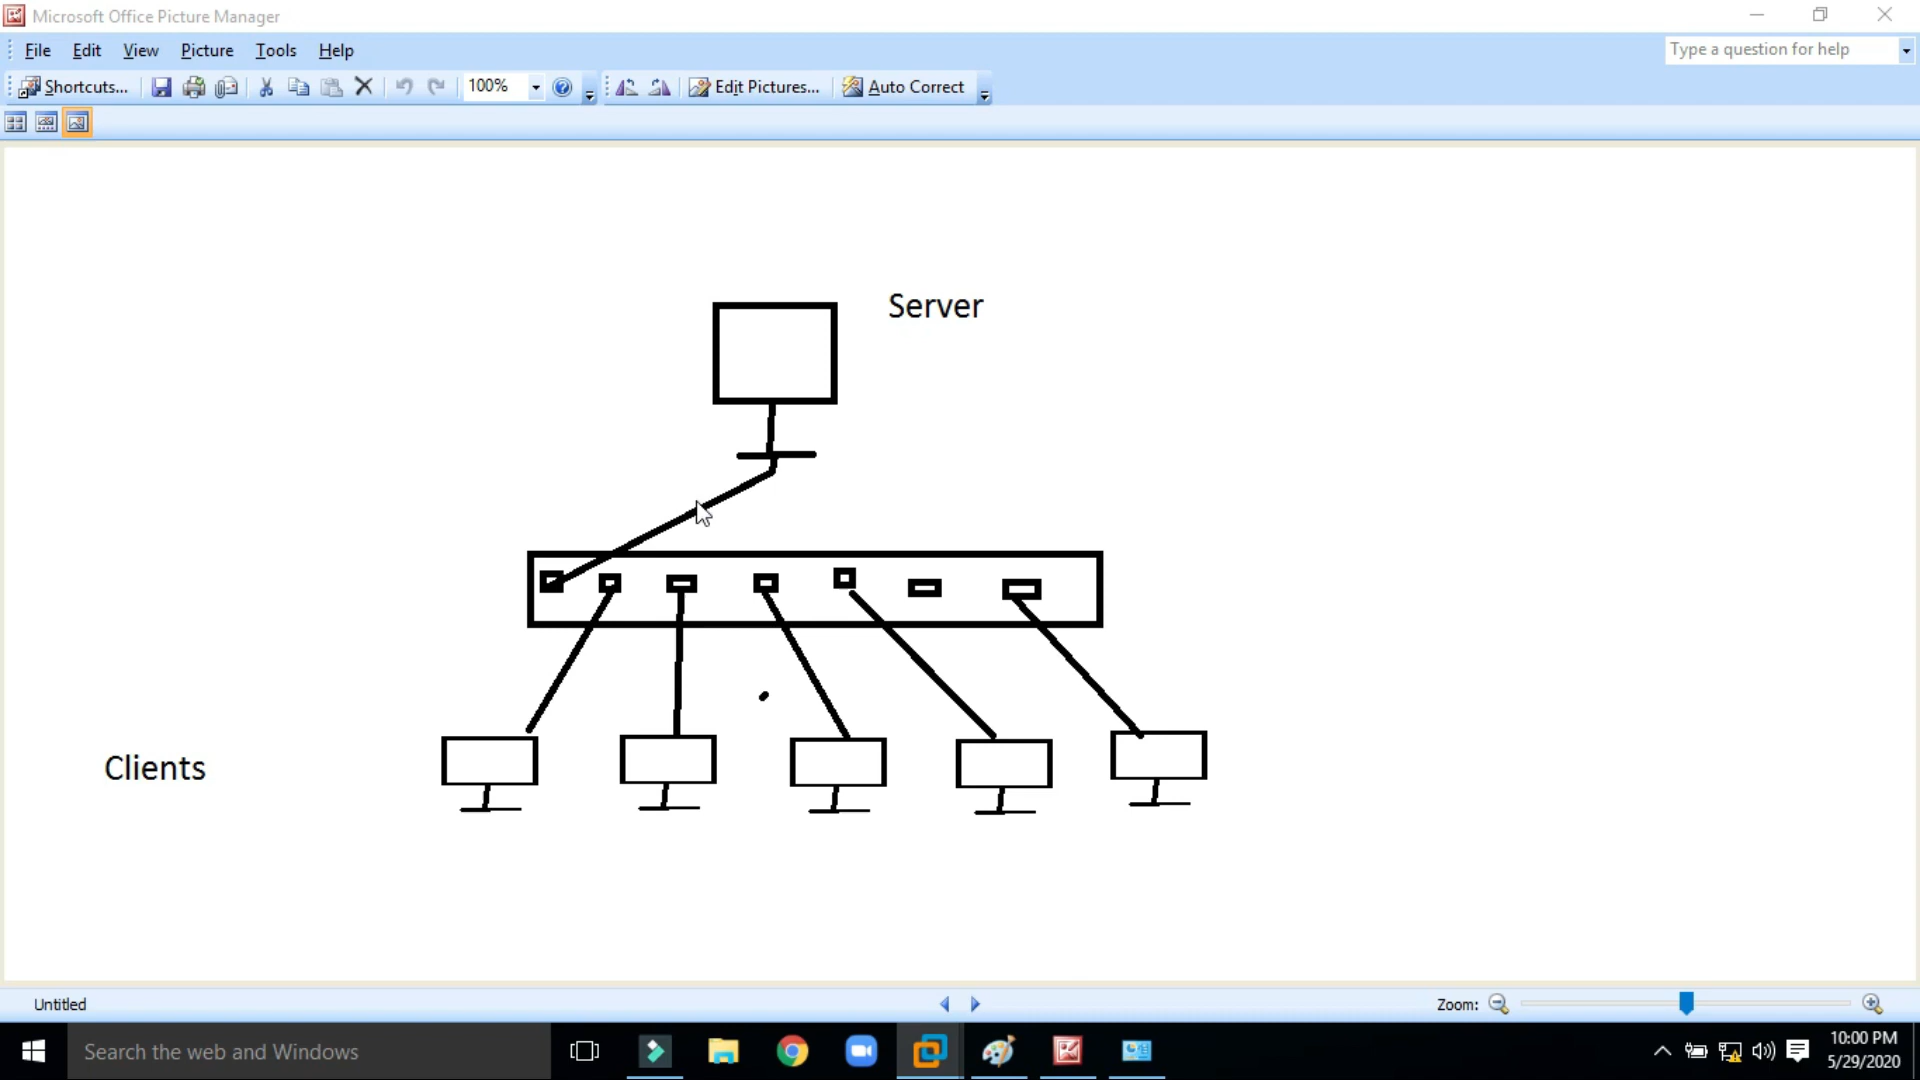 Microsoft Office Picture Manager
File Edit View Picture Tools Help
Type a question for help
Shortcuts... 100% Edit Pictures... Auto Correct
Server
Clients
Untitled
Zoom:
Search the web and Windows
10:00 PM
5/29/2020